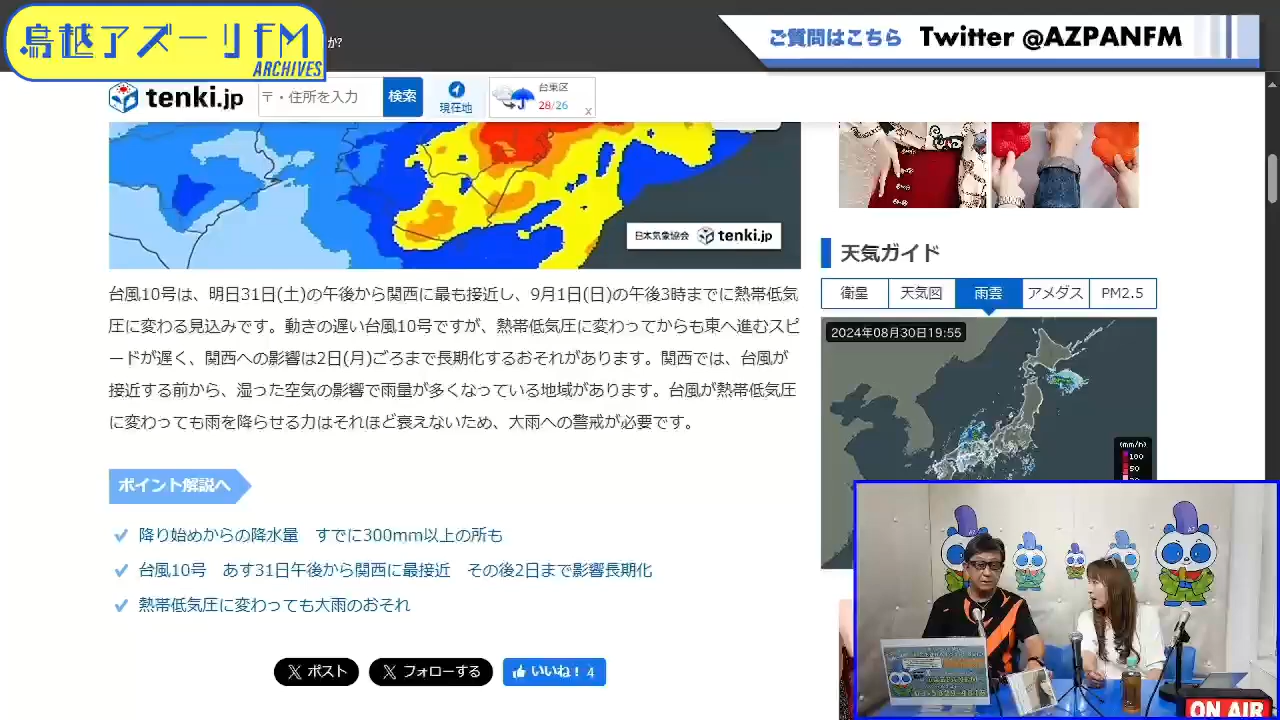 鳥越アズーリFM
ARCHIVES
か?
ご質問はこちら Twitter @AZPANFM
tenki.jp
〒・住所を入力
検索
現在地
台東区
28/26
x
日本気象協会 tenki.jp
台風10号は、明日31日(土)の午後から関西に最も接近し、9月1日(日)の午後3時までに熱帯低気
圧に変わる見込みです。動きの遅い台風10号ですが、熱帯低気圧に変わってからも東へ進むスピ
ードが遅く、関西への影響は2日(月)ごろまで長期化するおそれがあります。関西では、台風が
接近する前から、湿った空気の影響で雨量が多くなっている地域があります。台風が熱帯低気圧
に変わっても雨を降らせる力はそれほど衰えないため、大雨への警戒が必要です。
ポイント解説へ
降り始めからの降水量 すでに300mm以上の所も
台風10号 あす31日午後から関西に最接近 その後2日まで影響長期化
熱帯低気圧に変わっても大雨のおそれ
ポスト
フォローする
いいね! 4
天気ガイド
衛星
天気図
雨雲
アメダス
PM2.5
2024年08月30日19:55
(mm/h)
100
50
AZ
AZ
ON AIR